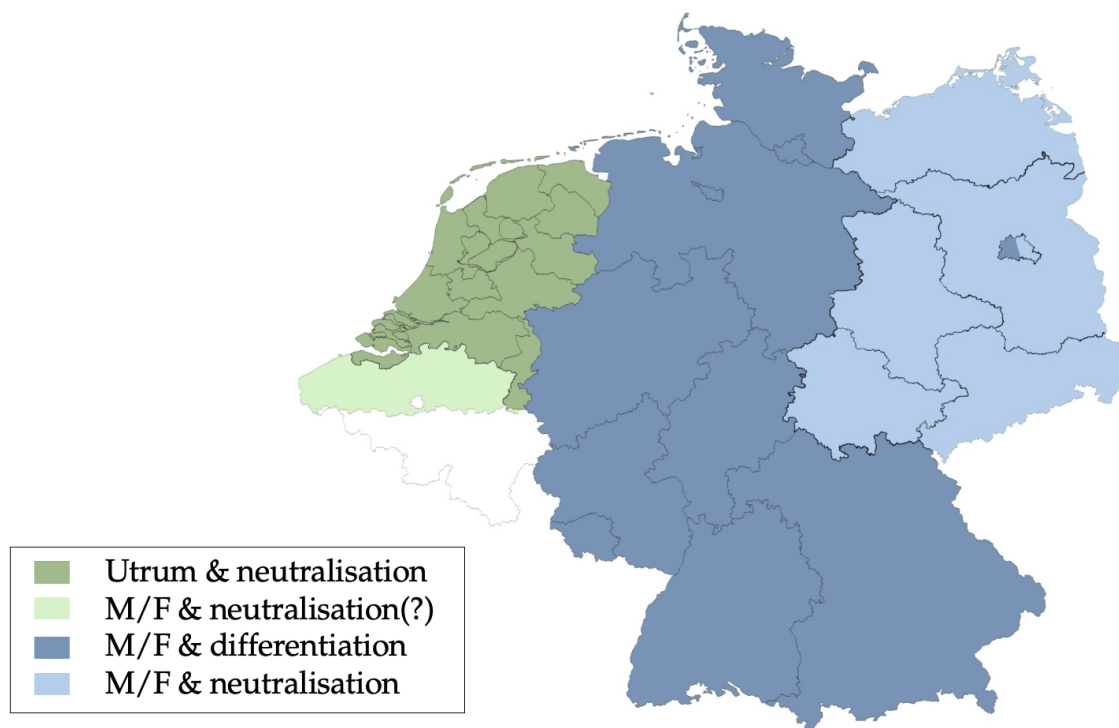 Utrum & neutralisation
M/F & neutralisation(?)
M/F & differentiation
M/F & neutralisation